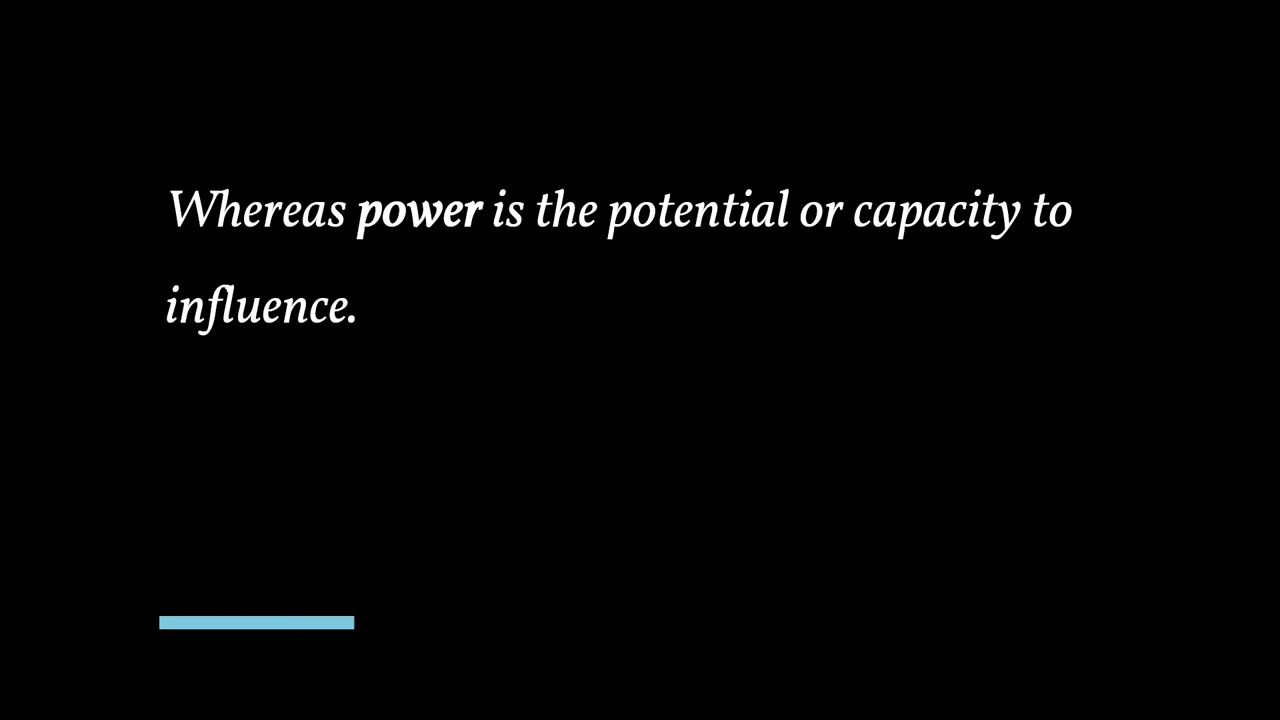 Whereas power is the potential or capacity to
influence.